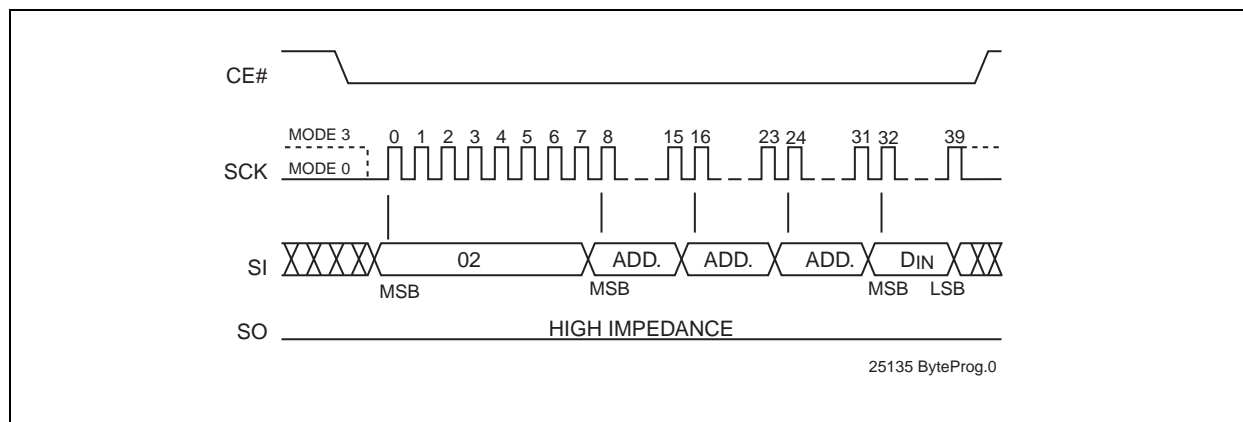 CE#
MODE 3
0 1 2 3 4 5 6 7 8 15 16 23 24 31 32 39
SCK MODE 0
SI 02 ADD. ADD. ADD. DIN
MSB MSB MSB LSB
SO HIGH IMPEDANCE
25135 ByteProg.0